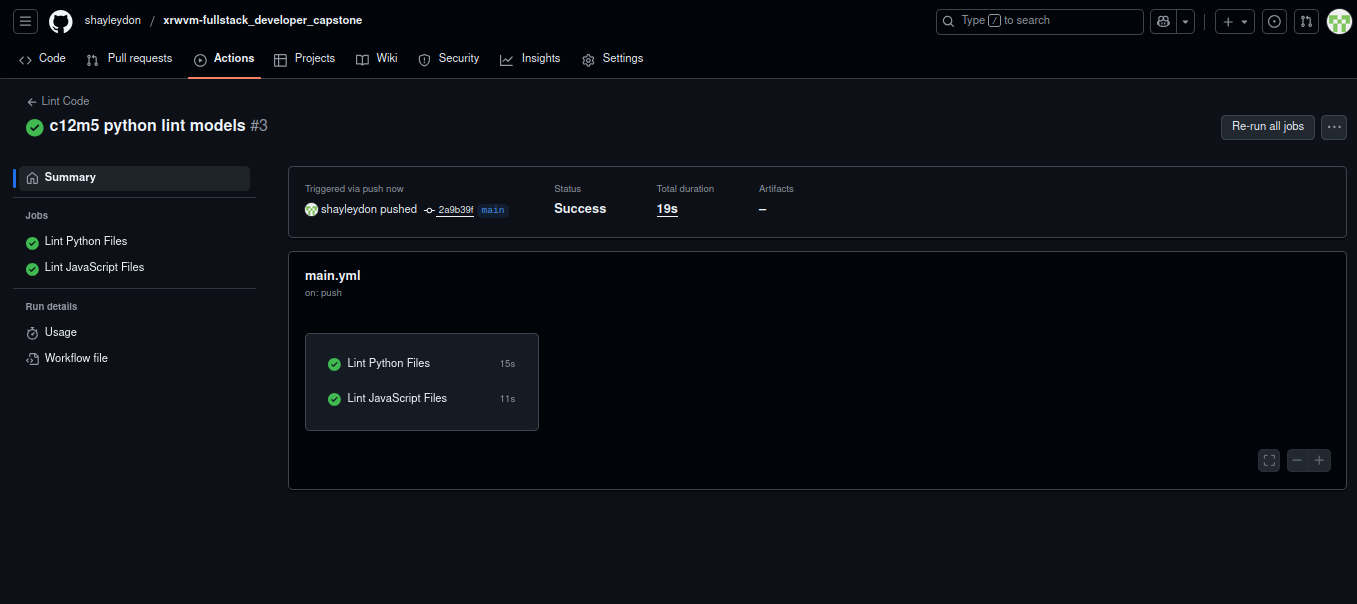 shayleydon / xrwvm-fullstack_developer_capstone
Type / to search
Code
Pull requests
Actions
Projects
Wiki
Security
Insights
Settings
← Lint Code
c12m5 python lint models #3
Re-run all jobs
Summary
Jobs
Lint Python Files
Lint JavaScript Files
Run details
Usage
Workflow file
Triggered via push now
shayleydon pushed 2a9b39f main
Status
Success
Total duration
19s
Artifacts
–
main.yml
on: push
Lint Python Files 15s
Lint JavaScript Files 11s